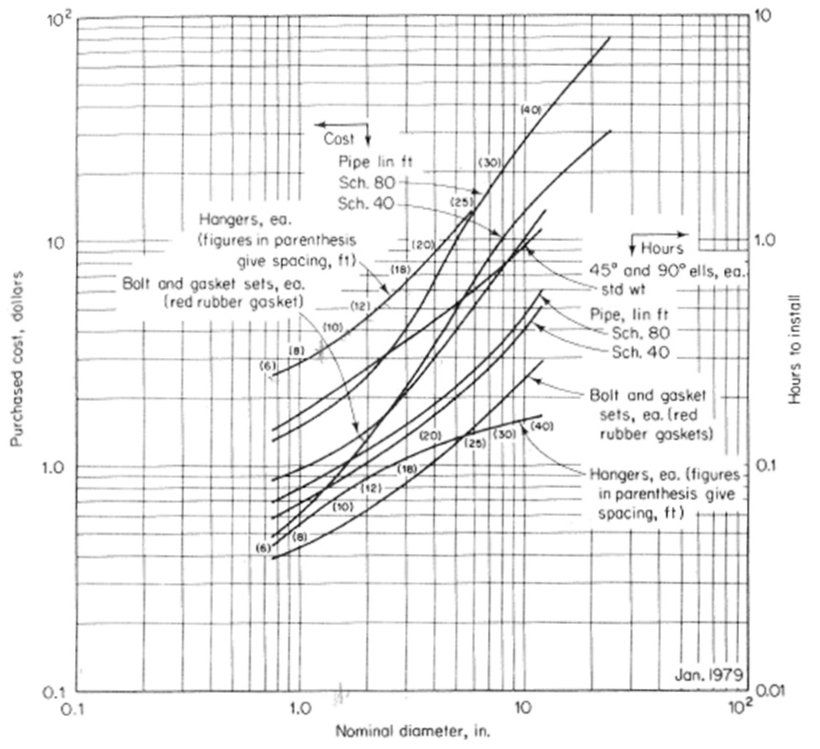 10²
10
1.0
0.1
Purchased cost, dollars
0.1
1.0
10
10²
Nominal diameter, in.
10
1.0
0.1
0.01
Hours to install
Cost
Pipe lin ft
Sch. 80
Sch. 40
Hangers, ea.
(figures in parenthesis
give spacing, ft)
Bolt and gasket sets, ea.
(red rubber gasket)
(6)
(8)
(10)
(12)
(18)
(20)
(25)
(30)
(40)
Hours
45° and 90° ells, ea.
std wt
Pipe, lin ft
Sch. 80
Sch. 40
Bolt and gasket
sets, ea. (red
rubber gaskets)
Hangers, ea. (figures
in parenthesis give
spacing, ft)
(6)
(8)
(10)
(12)
(18)
(20)
(25)
(30)
(40)
Jan. 1979